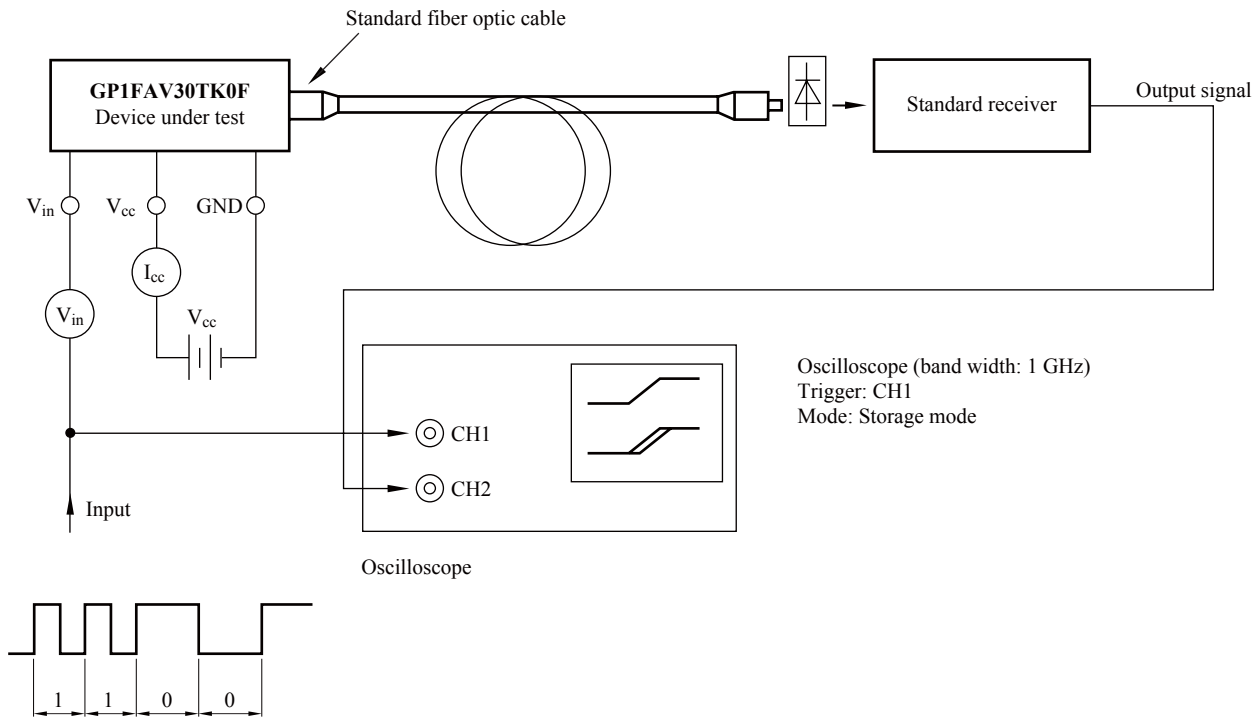 Standard fiber optic cable
GP1FAV30TK0F
Device under test
Standard receiver
Output signal
Vin
Vcc
GND
Icc
Vin
Vcc
Oscilloscope (band width: 1 GHz)
Trigger: CH1
Mode: Storage mode
CH1
CH2
Input
Oscilloscope
1 1 0 0